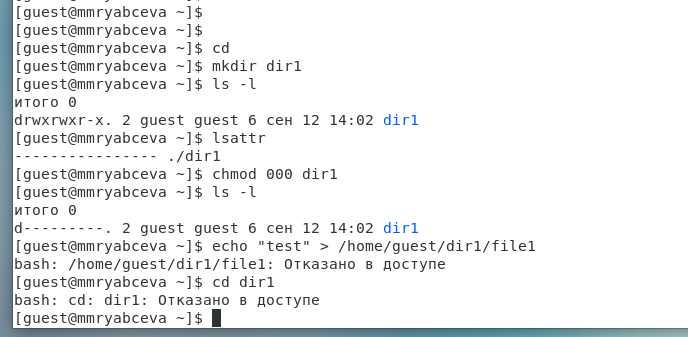 [guest@mmryabceva ~]$
[guest@mmryabceva ~]$
[guest@mmryabceva ~]$ cd
[guest@mmryabceva ~]$ mkdir dir1
[guest@mmryabceva ~]$ ls -l
итого 0
drwxrwxr-x. 2 guest guest 6 сен 12 14:02 dir1
[guest@mmryabceva ~]$ lsattr
---------------- ./dir1
[guest@mmryabceva ~]$ chmod 000 dir1
[guest@mmryabceva ~]$ ls -l
итого 0
d---------. 2 guest guest 6 сен 12 14:02 dir1
[guest@mmryabceva ~]$ echo "test" > /home/guest/dir1/file1
bash: /home/guest/dir1/file1: Отказано в доступе
[guest@mmryabceva ~]$ cd dir1
bash: cd: dir1: Отказано в доступе
[guest@mmryabceva ~]$